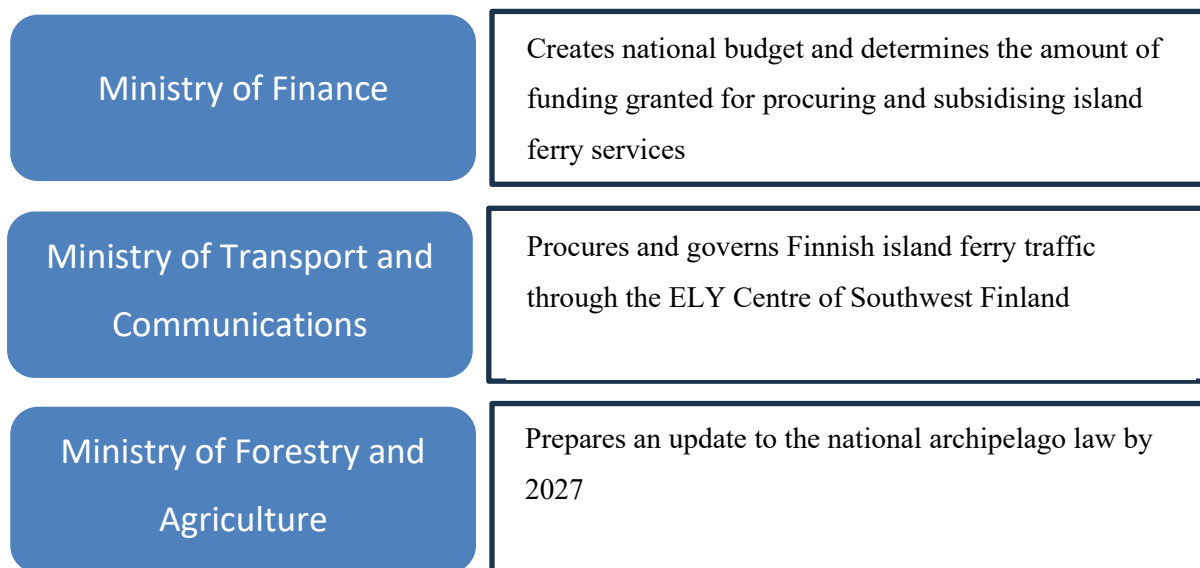 Ministry of Finance
Creates national budget and determines the amount of
funding granted for procuring and subsidising island
ferry services
Ministry of Transport and
Communications
Procures and governs Finnish island ferry traffic
through the ELY Centre of Southwest Finland
Ministry of Forestry and
Agriculture
Prepares an update to the national archipelago law by
2027